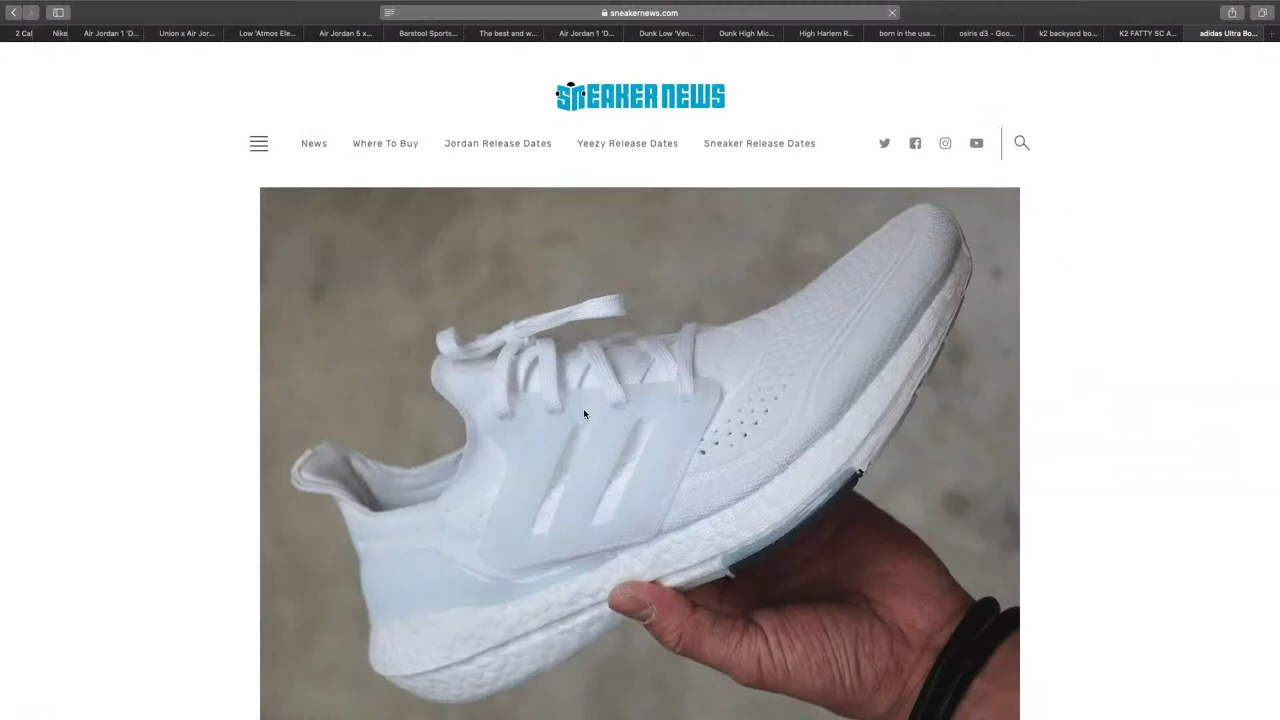 sneakernews.com
2 Cal
Nike
Air Jordan 1 'D...
Union x Air Jor...
Low 'Atmos Ele...
Air Jordan 5 x...
Barstool Sports...
The best and w...
Air Jordan 1 'D...
Dunk Low 'Ven...
Dunk High Mic...
High Harlem R...
born in the usa...
osiris d3 - Goo...
k2 backyard bo...
K2 FATTY SC A...
adidas Ultra Bo...
SNEAKER NEWS
News
Where To Buy
Jordan Release Dates
Yeezy Release Dates
Sneaker Release Dates